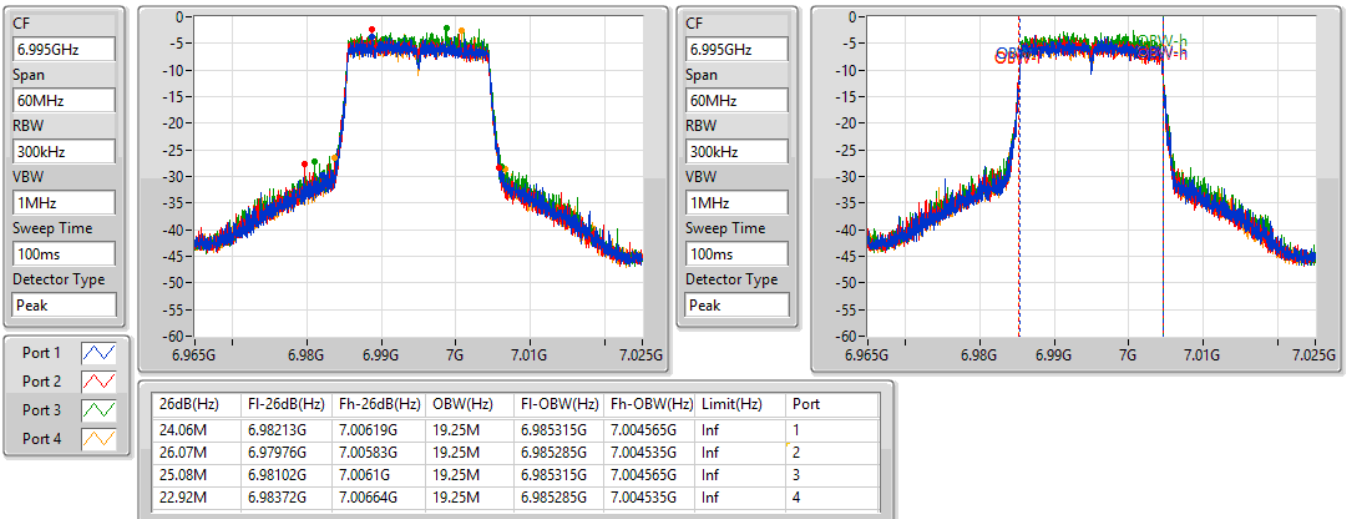 CF
6.995GHz
Span
60MHz
RBW
300kHz
VBW
1MHz
Sweep Time
100ms
Detector Type
Peak
0-
-5-
-10-
-15-
-20-
-25-
-30-
-35-
-40-
-45-
-50-
-55-
-60-
6.965G 6.98G 6.99G 7G 7.01G 7.025G
CF
6.995GHz
Span
60MHz
RBW
300kHz
VBW
1MHz
Sweep Time
100ms
Detector Type
Peak
0-
-5-
-10-
-15-
-20-
-25-
-30-
-35-
-40-
-45-
-50-
-55-
-60-
OBW-h
OBW-h
6.965G 6.98G 6.99G 7G 7.01G 7.025G
Port 1
Port 2
Port 3
Port 4
26dB(Hz) Fl-26dB(Hz) Fh-26dB(Hz) OBW(Hz) Fl-OBW(Hz) Fh-OBW(Hz) Limit(Hz) Port
24.06M 6.98213G 7.00619G 19.25M 6.985315G 7.004565G Inf 1
26.07M 6.97976G 7.00583G 19.25M 6.985285G 7.004535G Inf 2
25.08M 6.98102G 7.0061G 19.25M 6.985315G 7.004565G Inf 3
22.92M 6.98372G 7.00664G 19.25M 6.985285G 7.004535G Inf 4